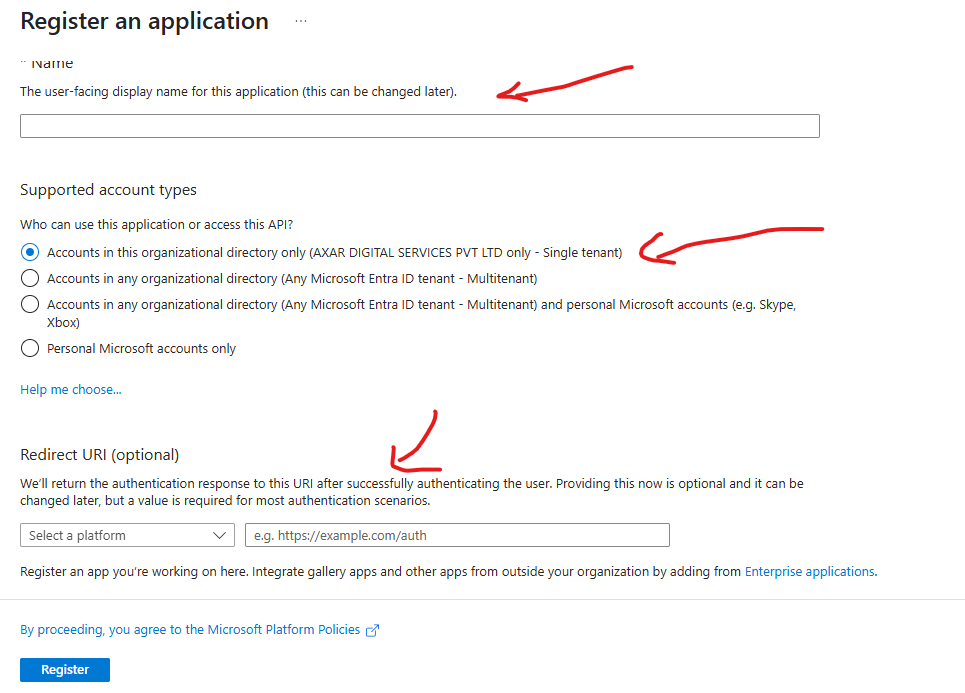 Register an application ...
* Name
The user-facing display name for this application (this can be changed later).
Supported account types
Who can use this application or access this API?
Accounts in this organizational directory only (AXAR DIGITAL SERVICES PVT LTD only - Single tenant)
Accounts in any organizational directory (Any Microsoft Entra ID tenant - Multitenant)
Accounts in any organizational directory (Any Microsoft Entra ID tenant - Multitenant) and personal Microsoft accounts (e.g. Skype,
Xbox)
Personal Microsoft accounts only
Help me choose...
Redirect URI (optional)
We'll return the authentication response to this URI after successfully authenticating the user. Providing this now is optional and it can be
changed later, but a value is required for most authentication scenarios.
Select a platform e.g. https://example.com/auth
Register an app you're working on here. Integrate gallery apps and other apps from outside your organization by adding from Enterprise applications.
By proceeding, you agree to the Microsoft Platform Policies
Register